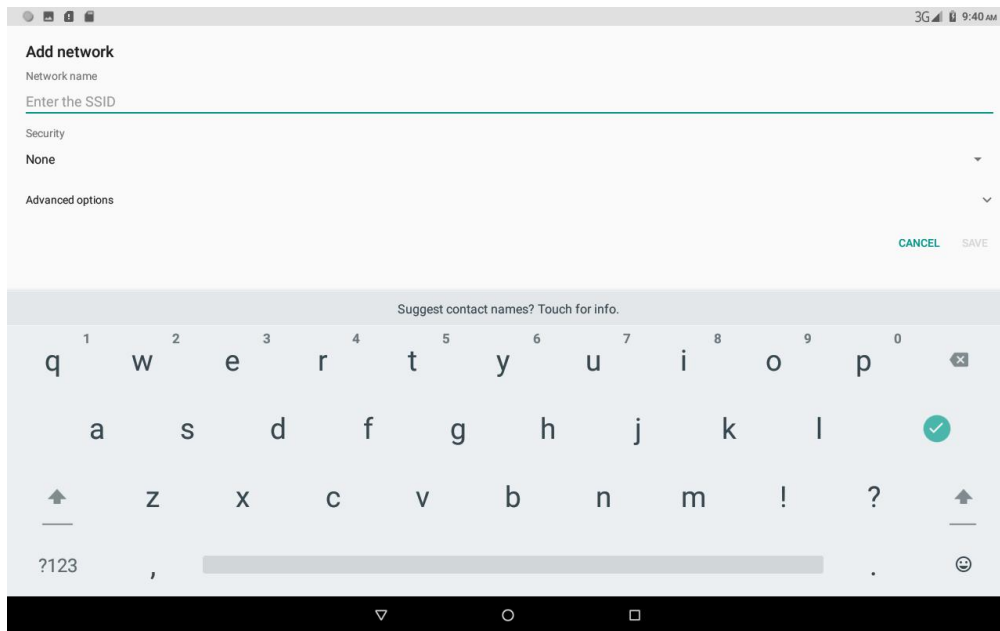 3G 9:40 AM
Add network
Network name
Enter the SSID
Security
None
Advanced options
CANCEL SAVE
Suggest contact names? Touch for info.
1 2 3 4 5 6 7 8 9 0
q w e r t y u i o p
a s d f g h j k l
z x c v b n m ! ?
?123 , .